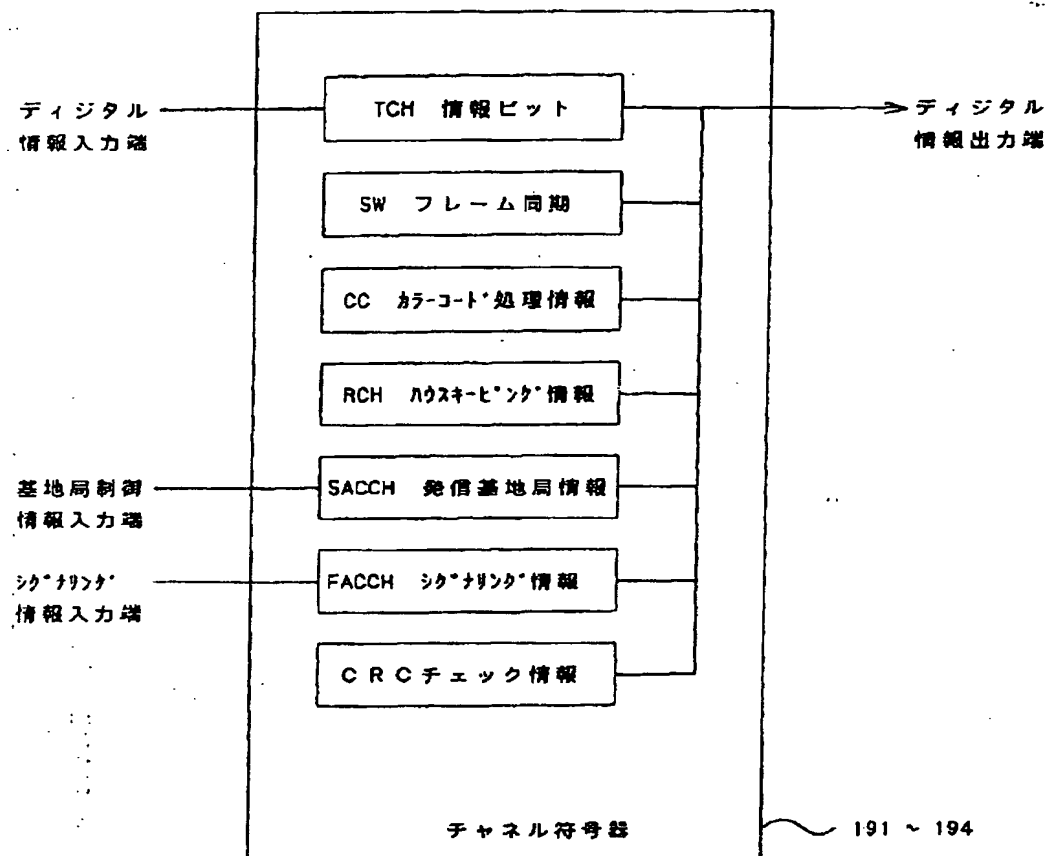 ディジタル
情報入力端
TCH 情報ビット
ディジタル
情報出力端
SW フレーム同期
CC ｶﾗｰｺｰﾄﾞ処理情報
RCH ﾊｳｽｷｰﾋﾟﾝｸﾞ情報
基地局制御
情報入力端
SACCH 発信基地局情報
ｼｸﾞﾅﾘﾝｸﾞ
情報入力端
FACCH ｼｸﾞﾅﾘﾝｸﾞ情報
CRCチェック情報
チャネル符号器
191 ~ 194